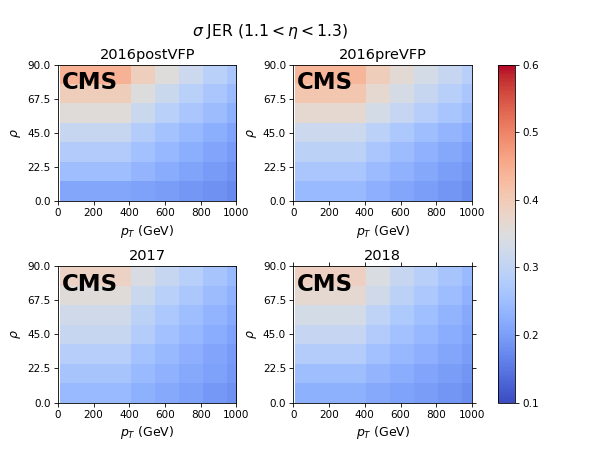 σ JER (1.1 < η < 1.3)
2016postVFP
2016preVFP
CMS
CMS
90.0
67.5
45.0
22.5
0.0
ρ
0 200 400 600 800 1000
p_T (GeV)
90.0
67.5
45.0
22.5
0.0
ρ
0 200 400 600 800 1000
p_T (GeV)
2017
2018
CMS
CMS
90.0
67.5
45.0
22.5
0.0
ρ
0 200 400 600 800 1000
p_T (GeV)
90.0
67.5
45.0
22.5
0.0
ρ
0 200 400 600 800 1000
p_T (GeV)
0.6
0.5
0.4
0.3
0.2
0.1